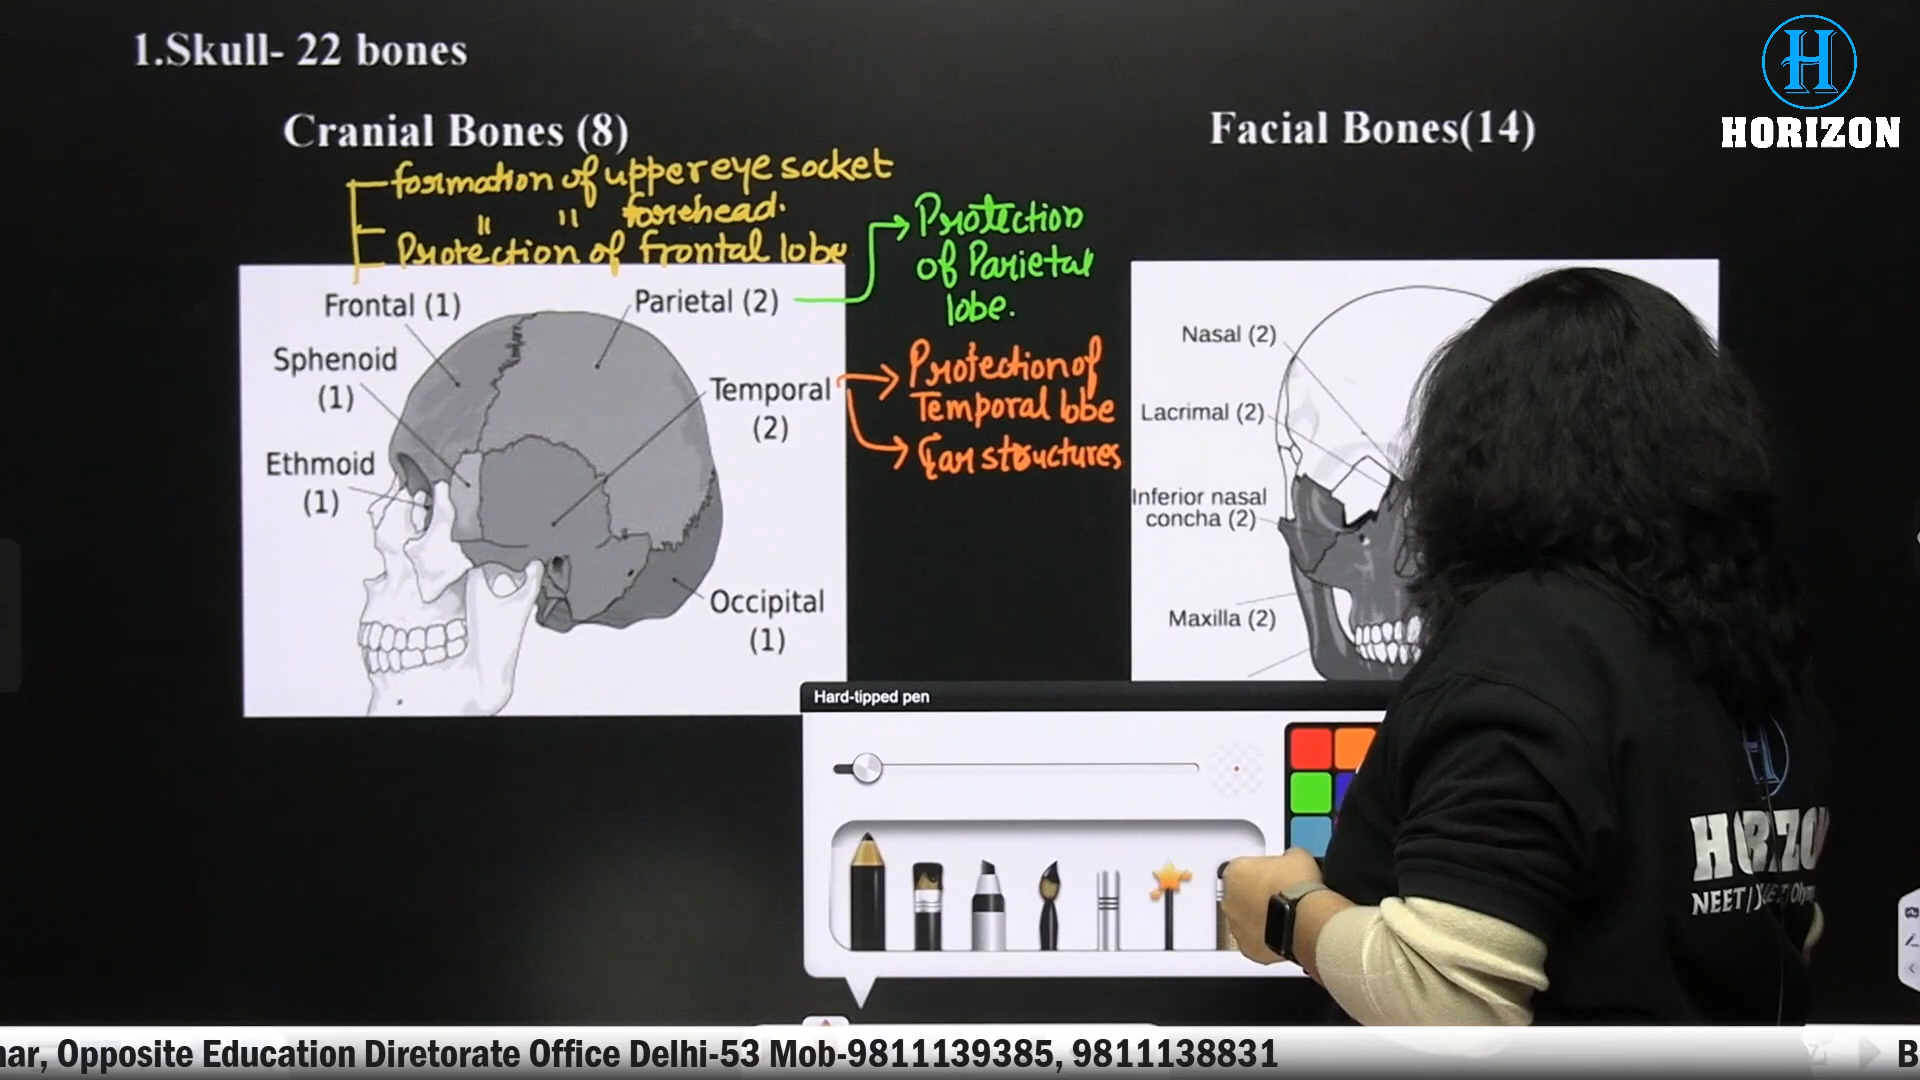 1.Skull- 22 bones
H
HORIZON
Cranial Bones (8)
Facial Bones(14)
formation of upper eye socket
" " forehead.
Protection of frontal lobe
Protection
of Parietal
lobe.
Frontal (1)
Parietal (2)
Sphenoid
(1)
Temporal
(2)
Ethmoid
(1)
Occipital
(1)
Protection of
Temporal lobe
Ear structures
Nasal (2)
Lacrimal (2)
Inferior nasal
concha (2)
Maxilla (2)
Hard-tipped pen
H
HORIZO
NEET/
, Opposite Education Diretorate Office Delhi-53 Mob-9811139385, 9811138831
B